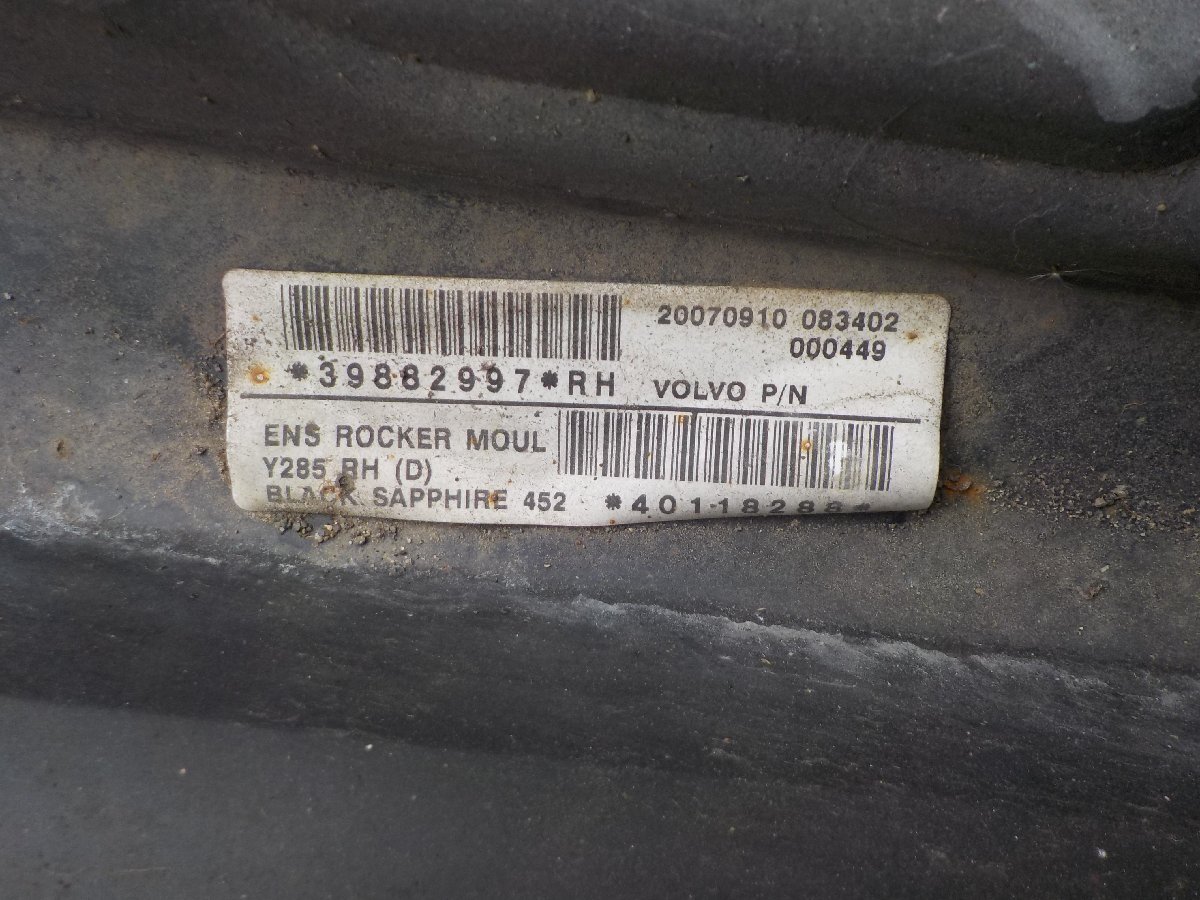 20070910 083402
000449
*39882997*RH VOLVO P/N
ENS ROCKER MOUL
Y285 RH (D)
BLACK SAPPHIRE 452 *40118288*